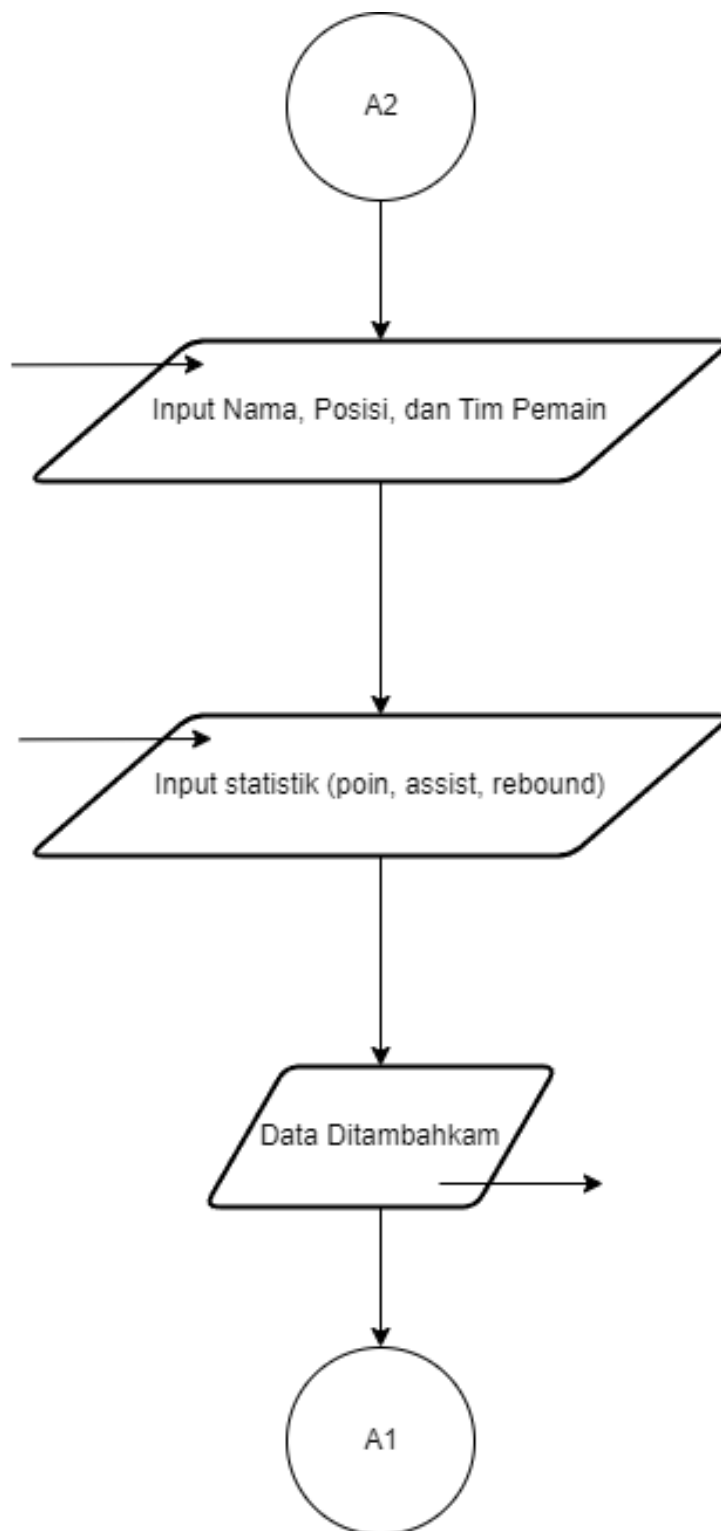 A2
Input Nama, Posisi, dan Tim Pemain
Input statistik (poin, assist, rebound)
Data Ditambahkam
A1